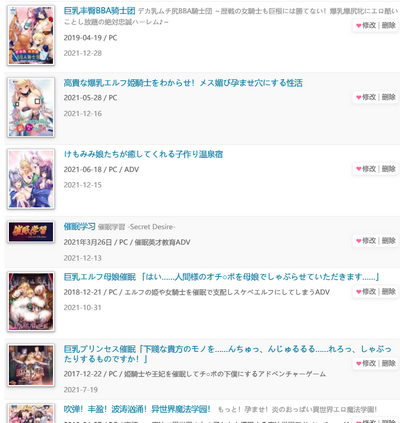 巨乳丰臀BBA騎士団 デカ乳ムチ尻BBA騎士団 ～歴戦の女騎士も巨根には勝てない！爆乳爆尻牝にエロ酷い
ことし放題の絶対忠誠ハーレム♪～
2019-04-19 / PC
❤修改 | 删除
2021-12-28
高貴な爆乳エルフ姫騎士をわからせ！メス媚び孕ませ穴にする性活
2021-05-28 / PC
❤修改 | 删除
2021-12-16
けもみみ娘たちが癒してくれる子作り温泉宿
2021-06-18 / PC / ADV
❤修改 | 删除
2021-12-15
催眠学习 催眠学習 -Secret Desire-
2021年3月26日 / PC / 催眠英才教育ADV
❤修改 | 删除
2021-12-13
巨乳エルフ母娘催眠 「はい……人間様のオチ○ポを母娘でしゃぶらせていただきます……」
2018-12-21 / PC / エルフの姫や女騎士を催眠で支配しスケベエルフにしてしまうADV
❤修改 | 删除
2021-10-31
巨乳プリンセス催眠「下賤な貴方のモノを……んちゅっ、んじゅるるる……れろっ、しゃぶっ
たりするものですか！」
2017-12-22 / PC / 姫騎士や王妃を催眠してチ○ポの下僕にするアドベンチャーゲーム
❤修改 | 删除
2021-7-19
吹弹！丰盈！波涛汹涌！异世界魔法学园！ もっと！孕ませ！炎のおっぱい異世界エロ魔法学園！
❤修改 | 删除